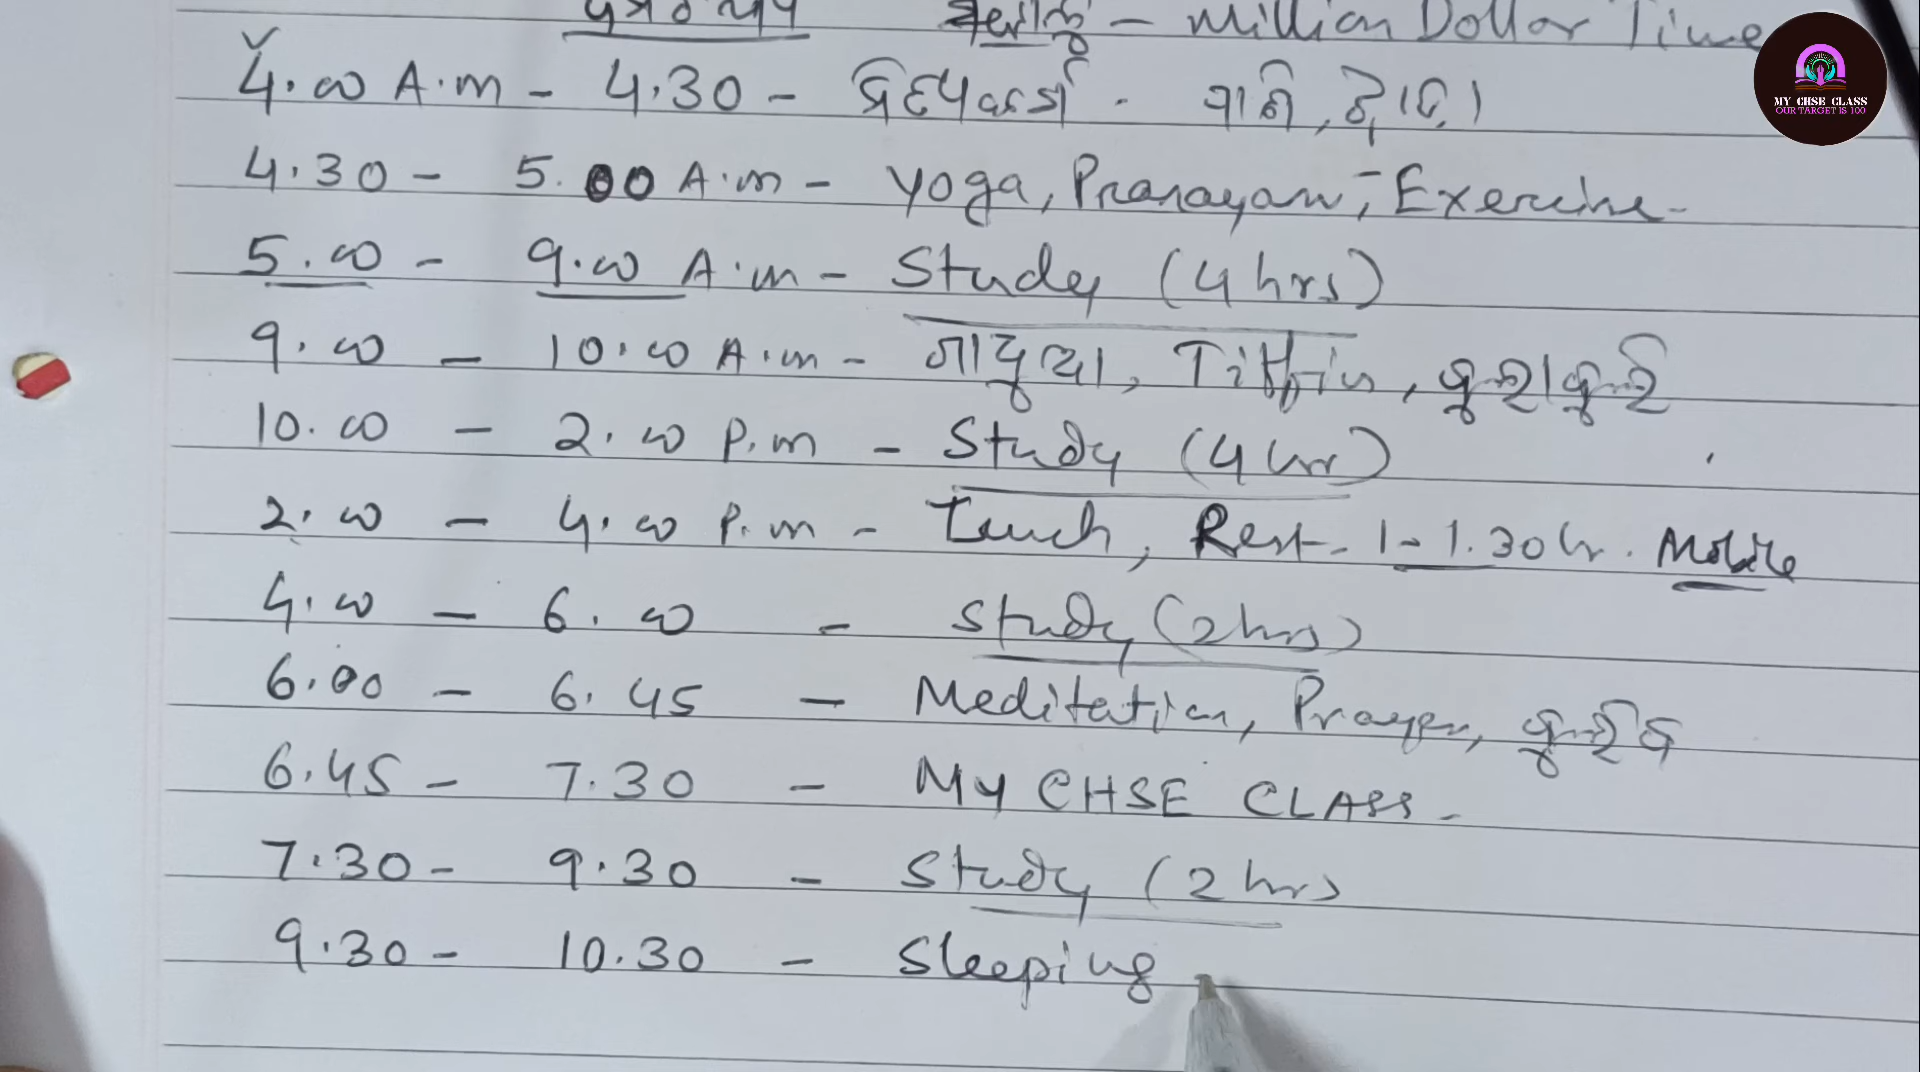 - Million Dollar Time
4.00 A.m - 4.30 - ନିତ୍ୟକର୍ମ - ପାଣି,
4.30 - 5.00 A.m - Yoga, Pranayam, - Exercise -
5.00 - 9.00 A.m - Study (4 hrs)
9.00 - 10.00 A.m - ଗାଧୁଆ, Tiffin, ବୁଲାବୁଲି
10.00 - 2.00 P.m - Study (4 hr)
2.00 - 4.00 P.m - Lunch, Rest - 1 - 1.30 hr. Mobile
4.00 - 6.00 - Study (2 hrs)
6.00 - 6.45 - Meditation, Prayer,
6.45 - 7.30 - MY CHSE CLASS -
7.30 - 9.30 - Study (2 hrs
9.30 - 10.30 - Sleeping
MY CHSE CLASS
OUR TARGET IS 100